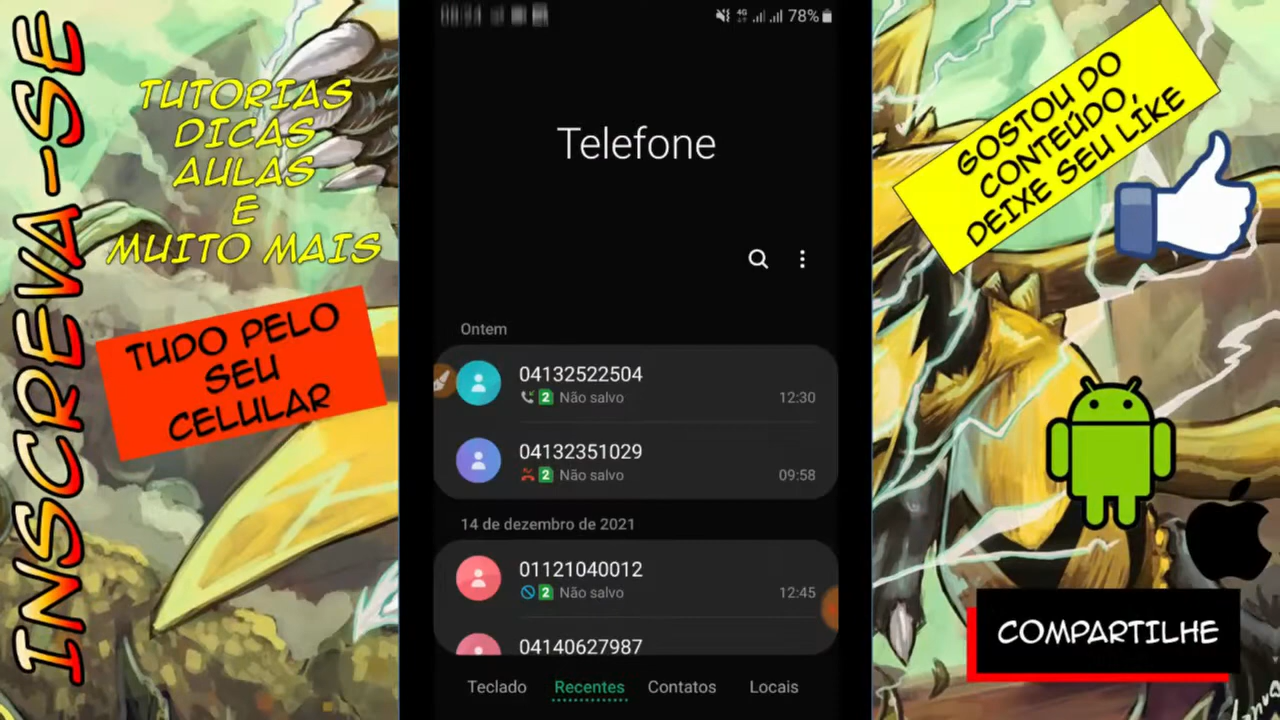 INSCREVA-SE
TUTORIAS
DICAS
AULAS
E
MUITO MAIS
TUDO PELO
SEU
CELULAR
4G
78%
Telefone
Ontem
04132522504
2 Não salvo
12:30
04132351029
2 Não salvo
09:58
14 de dezembro de 2021
01121040012
2 Não salvo
12:45
04140627987
Teclado
Recentes
Contatos
Locais
GOSTOU DO
CONTEÚDO,
DEIXE SEU LIKE
COMPARTILHE